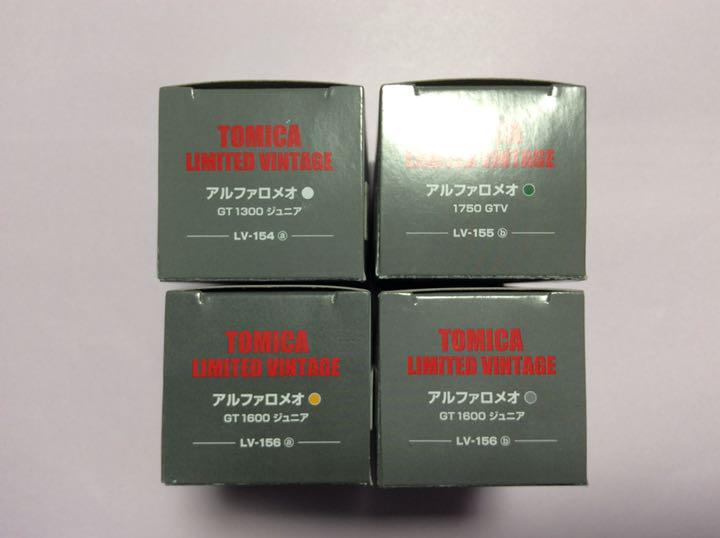 TOMICA
LIMITED VINTAGE
アルファロメオ
GT 1300 ジュニア
LV-154 ⓐ
LIMITED VINTAGE
アルファロメオ
1750 GTV
LV-155 ⓑ
TOMICA
LIMITED VINTAGE
アルファロメオ
GT 1600 ジュニア
LV-156 ⓐ
TOMICA
LIMITED VINTAGE
アルファロメオ
GT 1600 ジュニア
LV-156 ⓑ